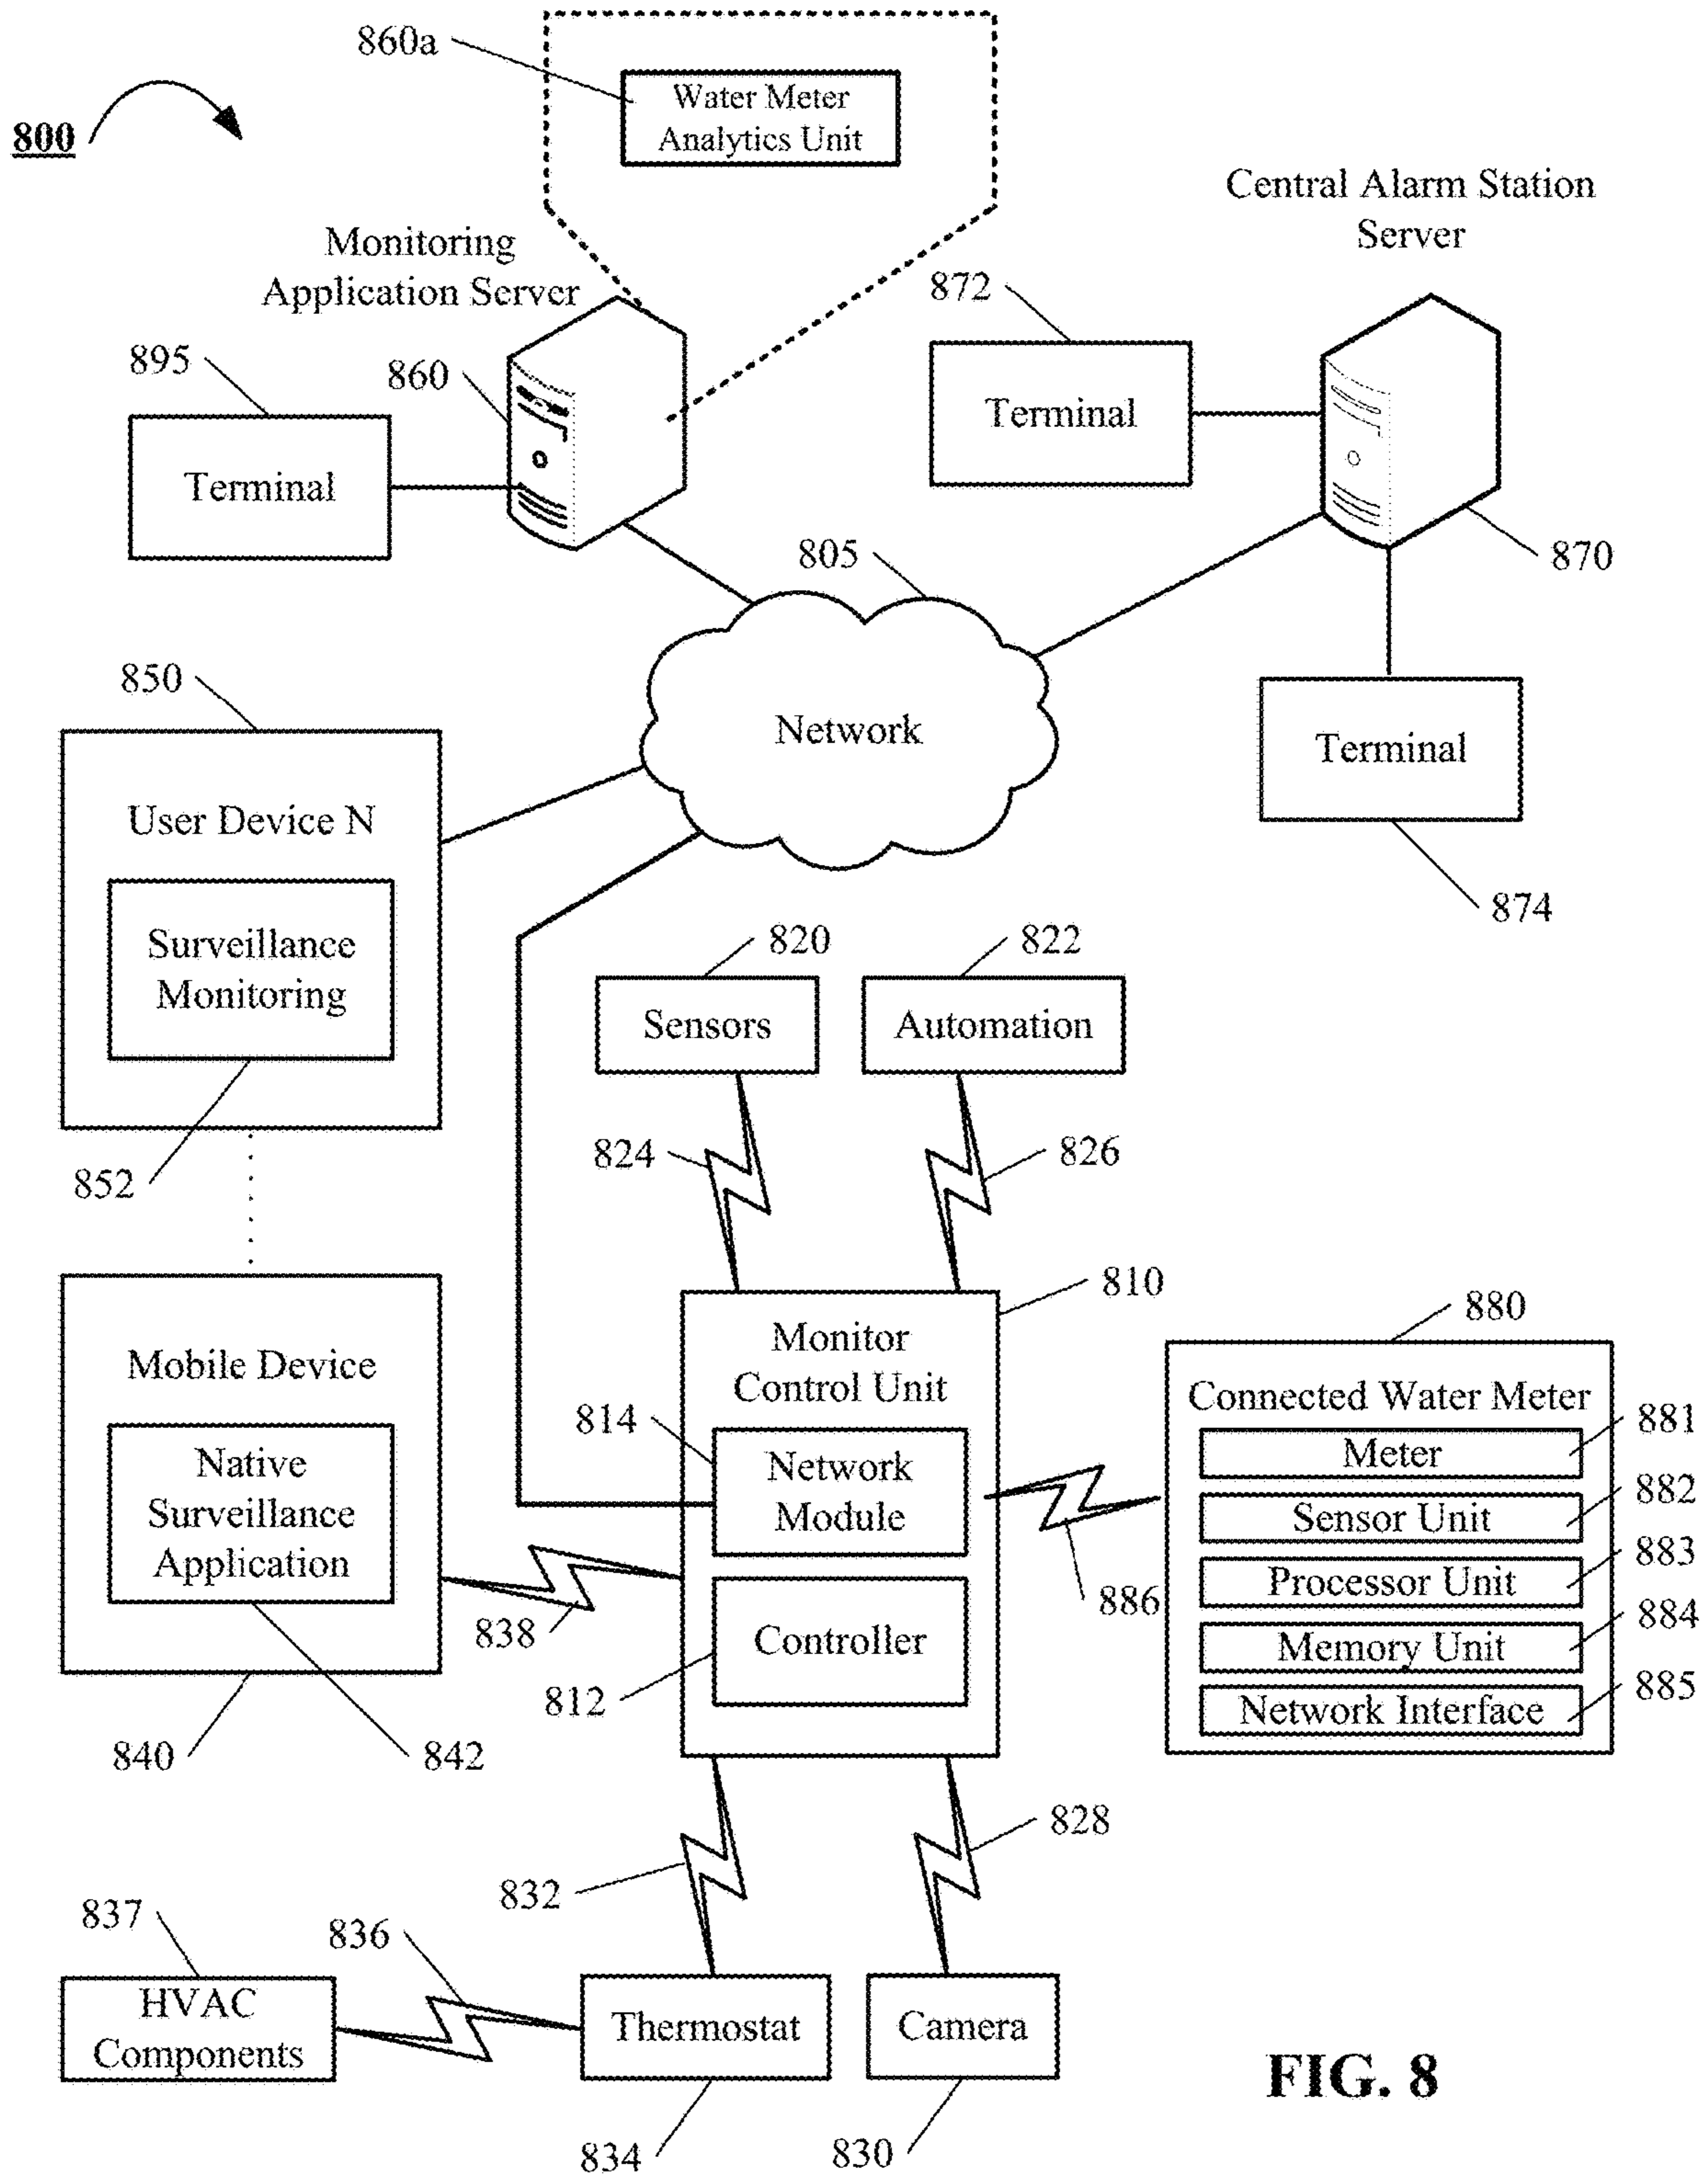 860a
Water Meter
Analytics Unit
800
Central Alarm Station
Server
Monitoring
Application Server
872
895
860
Terminal
Terminal
805
870
850
Network
Terminal
User Device N
874
Surveillance
Monitoring
820
822
Sensors
Automation
824
826
852
810
880
Monitor
Control Unit
Mobile Device
Connected Water Meter
814
881
Meter
Native
Surveillance
Application
Network
Module
882
Sensor Unit
883
Processor Unit
886
838
884
Memory Unit
Controller
812
885
Network Interface
840
842
828
832
837
836
HVAC
Components
Thermostat
Camera
834
830
FIG. 8